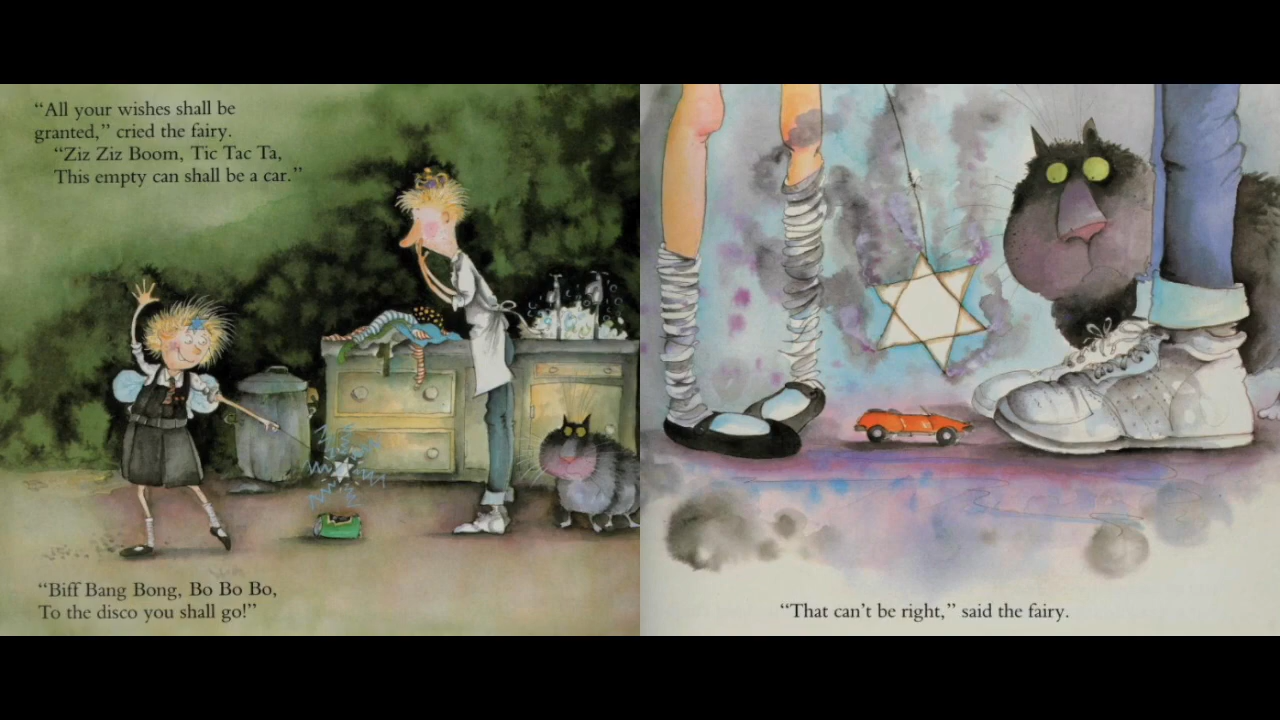 “All your wishes shall be
granted,” cried the fairy.
“Ziz Ziz Boom, Tic Tac Ta,
This empty can shall be a car.”
“Biff Bang Bong, Bo Bo Bo,
To the disco you shall go!”
“That can’t be right,” said the fairy.